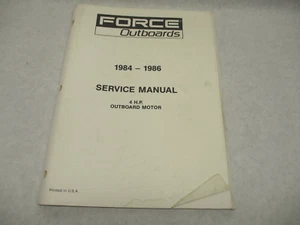 FORCE
Outboards
1984 - 1986
SERVICE MANUAL
4 H.P.
OUTBOARD MOTOR
Printed in U.S.A.